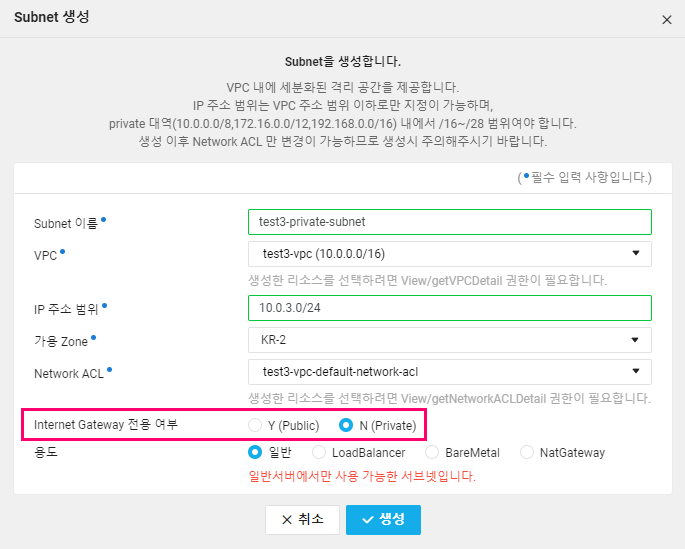 Subnet 생성
Subnet을 생성합니다.
VPC 내에 세분화된 격리 공간을 제공합니다.
IP 주소 범위는 VPC 주소 범위 이하로만 지정이 가능하며,
private 대역(10.0.0.0/8,172.16.0.0/12,192.168.0.0/16) 내에서 /16~/28 범위여야 합니다.
생성 이후 Network ACL 만 변경이 가능하므로 생성시 주의해주시기 바랍니다.
(•필수 입력 사항입니다.)
Subnet 이름• test3-private-subnet
VPC• test3-vpc (10.0.0.0/16)
생성한 리소스를 선택하려면 View/getVPCDetail 권한이 필요합니다.
IP 주소 범위• 10.0.3.0/24
가용 Zone• KR-2
Network ACL• test3-vpc-default-network-acl
생성한 리소스를 선택하려면 View/getNetworkACLDetail 권한이 필요합니다.
Internet Gateway 전용 여부 Y (Public) N (Private)
용도 일반 LoadBalancer BareMetal NatGateway
일반서버에서만 사용 가능한 서브넷입니다.
× 취소 ✓ 생성